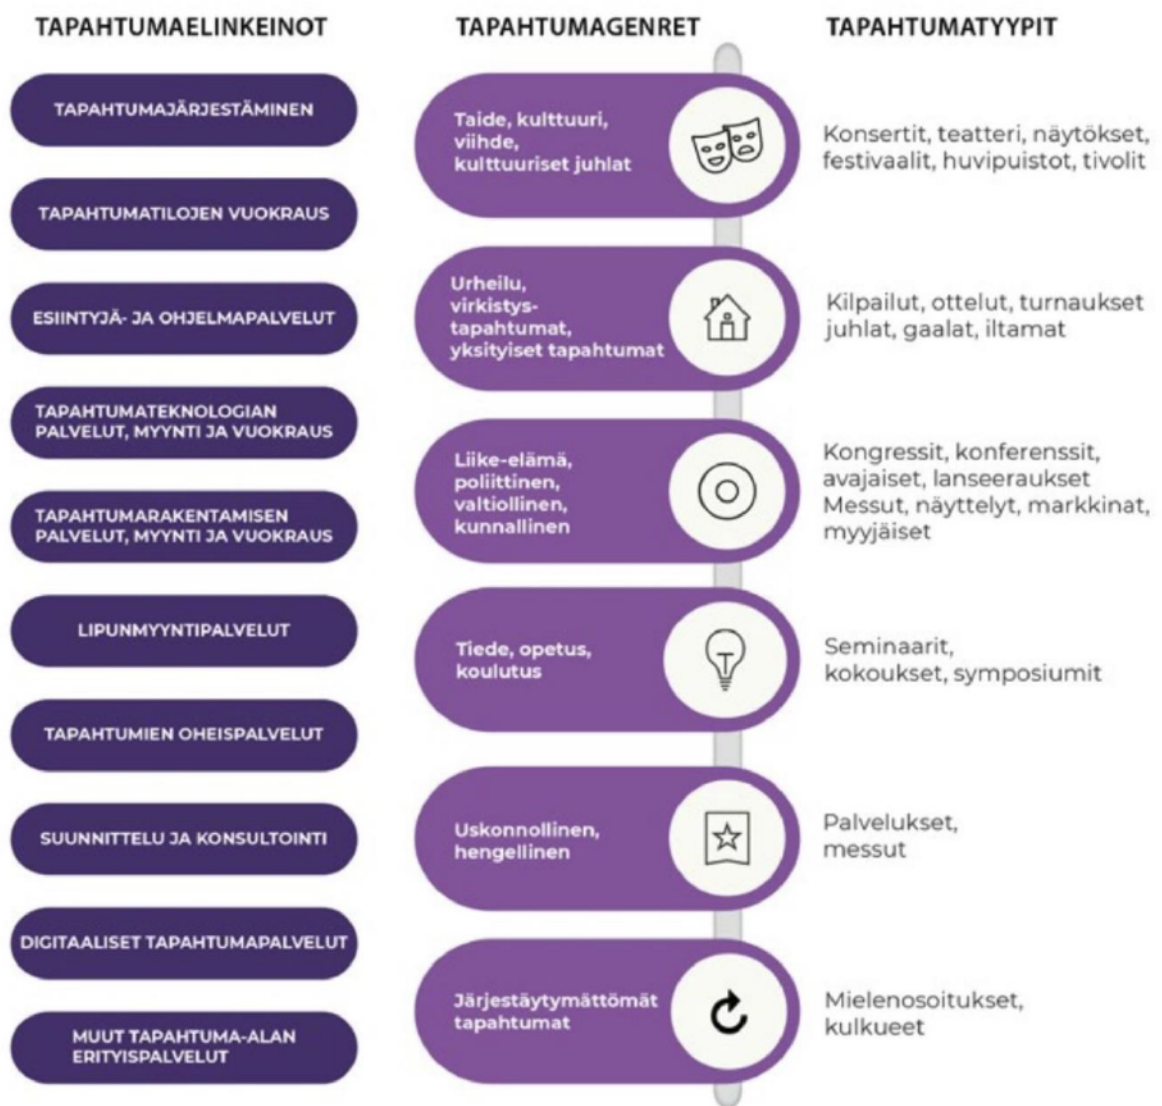 TAPAHTUMAELINKEINOT
TAPAHTUMAJÄRJESTÄMINEN
TAPAHTUMATILOJEN VUOKRAUS
ESIINTYJÄ- JA OHJELMAPALVELUT
TAPAHTUMATEKNOLOGIAN
PALVELUT, MYYNTI JA VUOKRAUS
TAPAHTUMARAKENTAMISEN
PALVELUT, MYYNTI JA VUOKRAUS
LIPUNMYYNTIPALVELUT
TAPAHTUMIEN OHEISPALVELUT
SUUNNITTELU JA KONSULTOINTI
DIGITAALISET TAPAHTUMAPALVELUT
MUUT TAPAHTUMA-ALAN
ERITYISPALVELUT
TAPAHTUMAGENRET
Taide, kulttuuri,
viihde,
kulttuuriset juhlat
Urheilu,
virkistys-
tapahtumat,
yksityiset tapahtumat
Liike-elämä,
poliittinen,
valtiollinen,
kunnallinen
Tiede, opetus,
koulutus
Uskonnollinen,
hengellinen
Järjestäytymättömät
tapahtumat
TAPAHTUMATYYPIT
Konsertit, teatteri, näytökset,
festivaalit, huvipuistot, tivolit
Kilpailut, ottelut, turnaukset
juhlat, gaalat, iltamat
Kongressit, konferenssit,
avajaiset, lanseeraukset
Messut, näyttelyt, markkinat,
myyjäiset
Seminaarit,
kokoukset, symposiumit
Palvelukset,
messut
Mielenosoitukset,
kulkueet